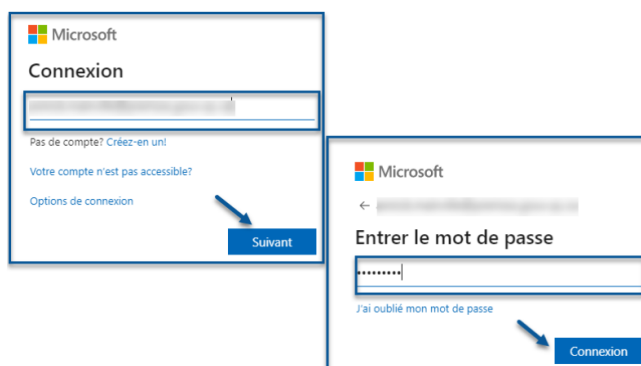 Microsoft
Connexion
Pas de compte? Créez-en un!
Votre compte n'est pas accessible?
Options de connexion
Suivant
Microsoft
←
Entrer le mot de passe
•••••••••
J'ai oublié mon mot de passe
Connexion